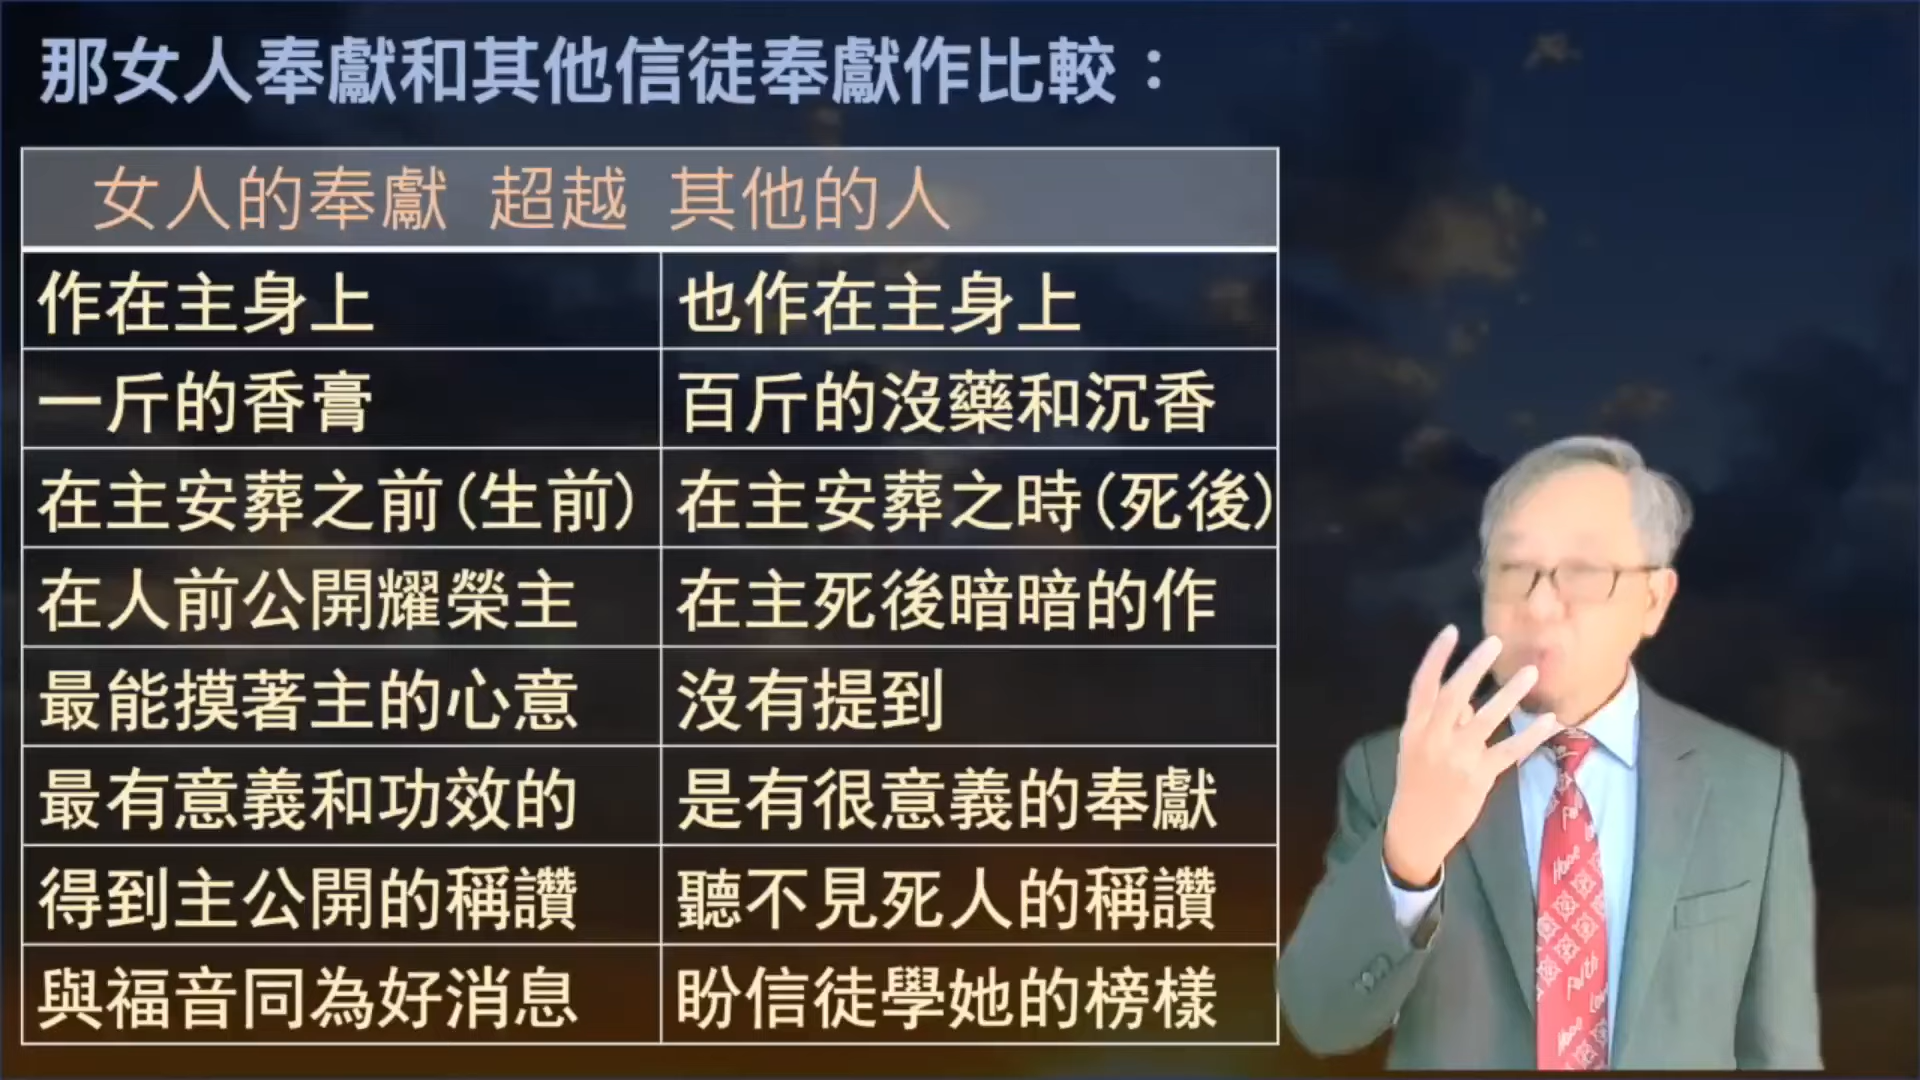 那女人奉獻和其他信徒奉獻作比較：
女人的奉獻 超越 其他的人
作在主身上 也作在主身上
一斤的香膏 百斤的沒藥和沉香
在主安葬之前(生前) 在主安葬之時(死後)
在人前公開耀榮主 在主死後暗暗的作
最能摸著主的心意 沒有提到
最有意義和功效的 是有很意義的奉獻
得到主公開的稱讚 聽不見死人的稱讚
與福音同為好消息 盼信徒學她的榜樣
Hope
Faith
Hope